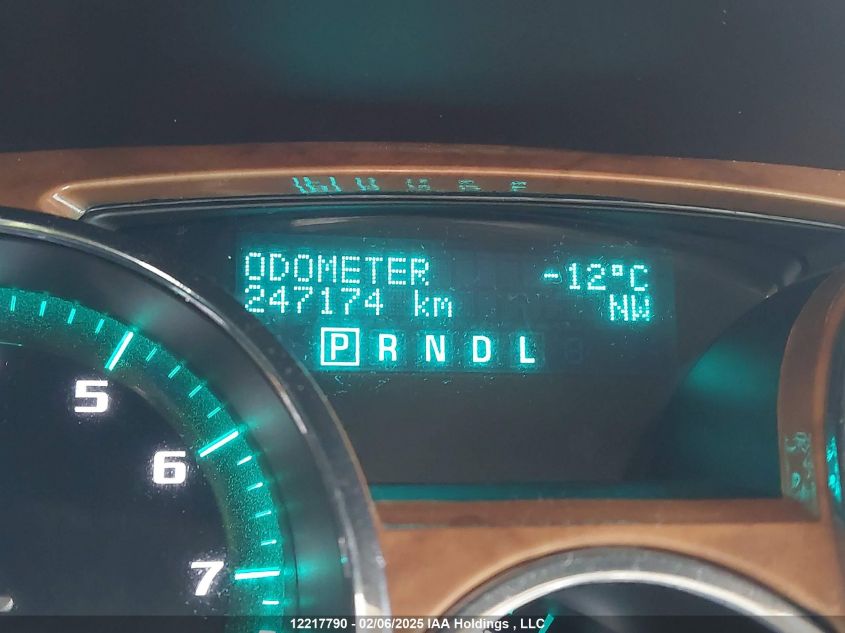 ODOMETER -12°C
247174 km NW
P R N D L
5
6
7
12217790 - 02/06/2025 IAA Holdings , LLC